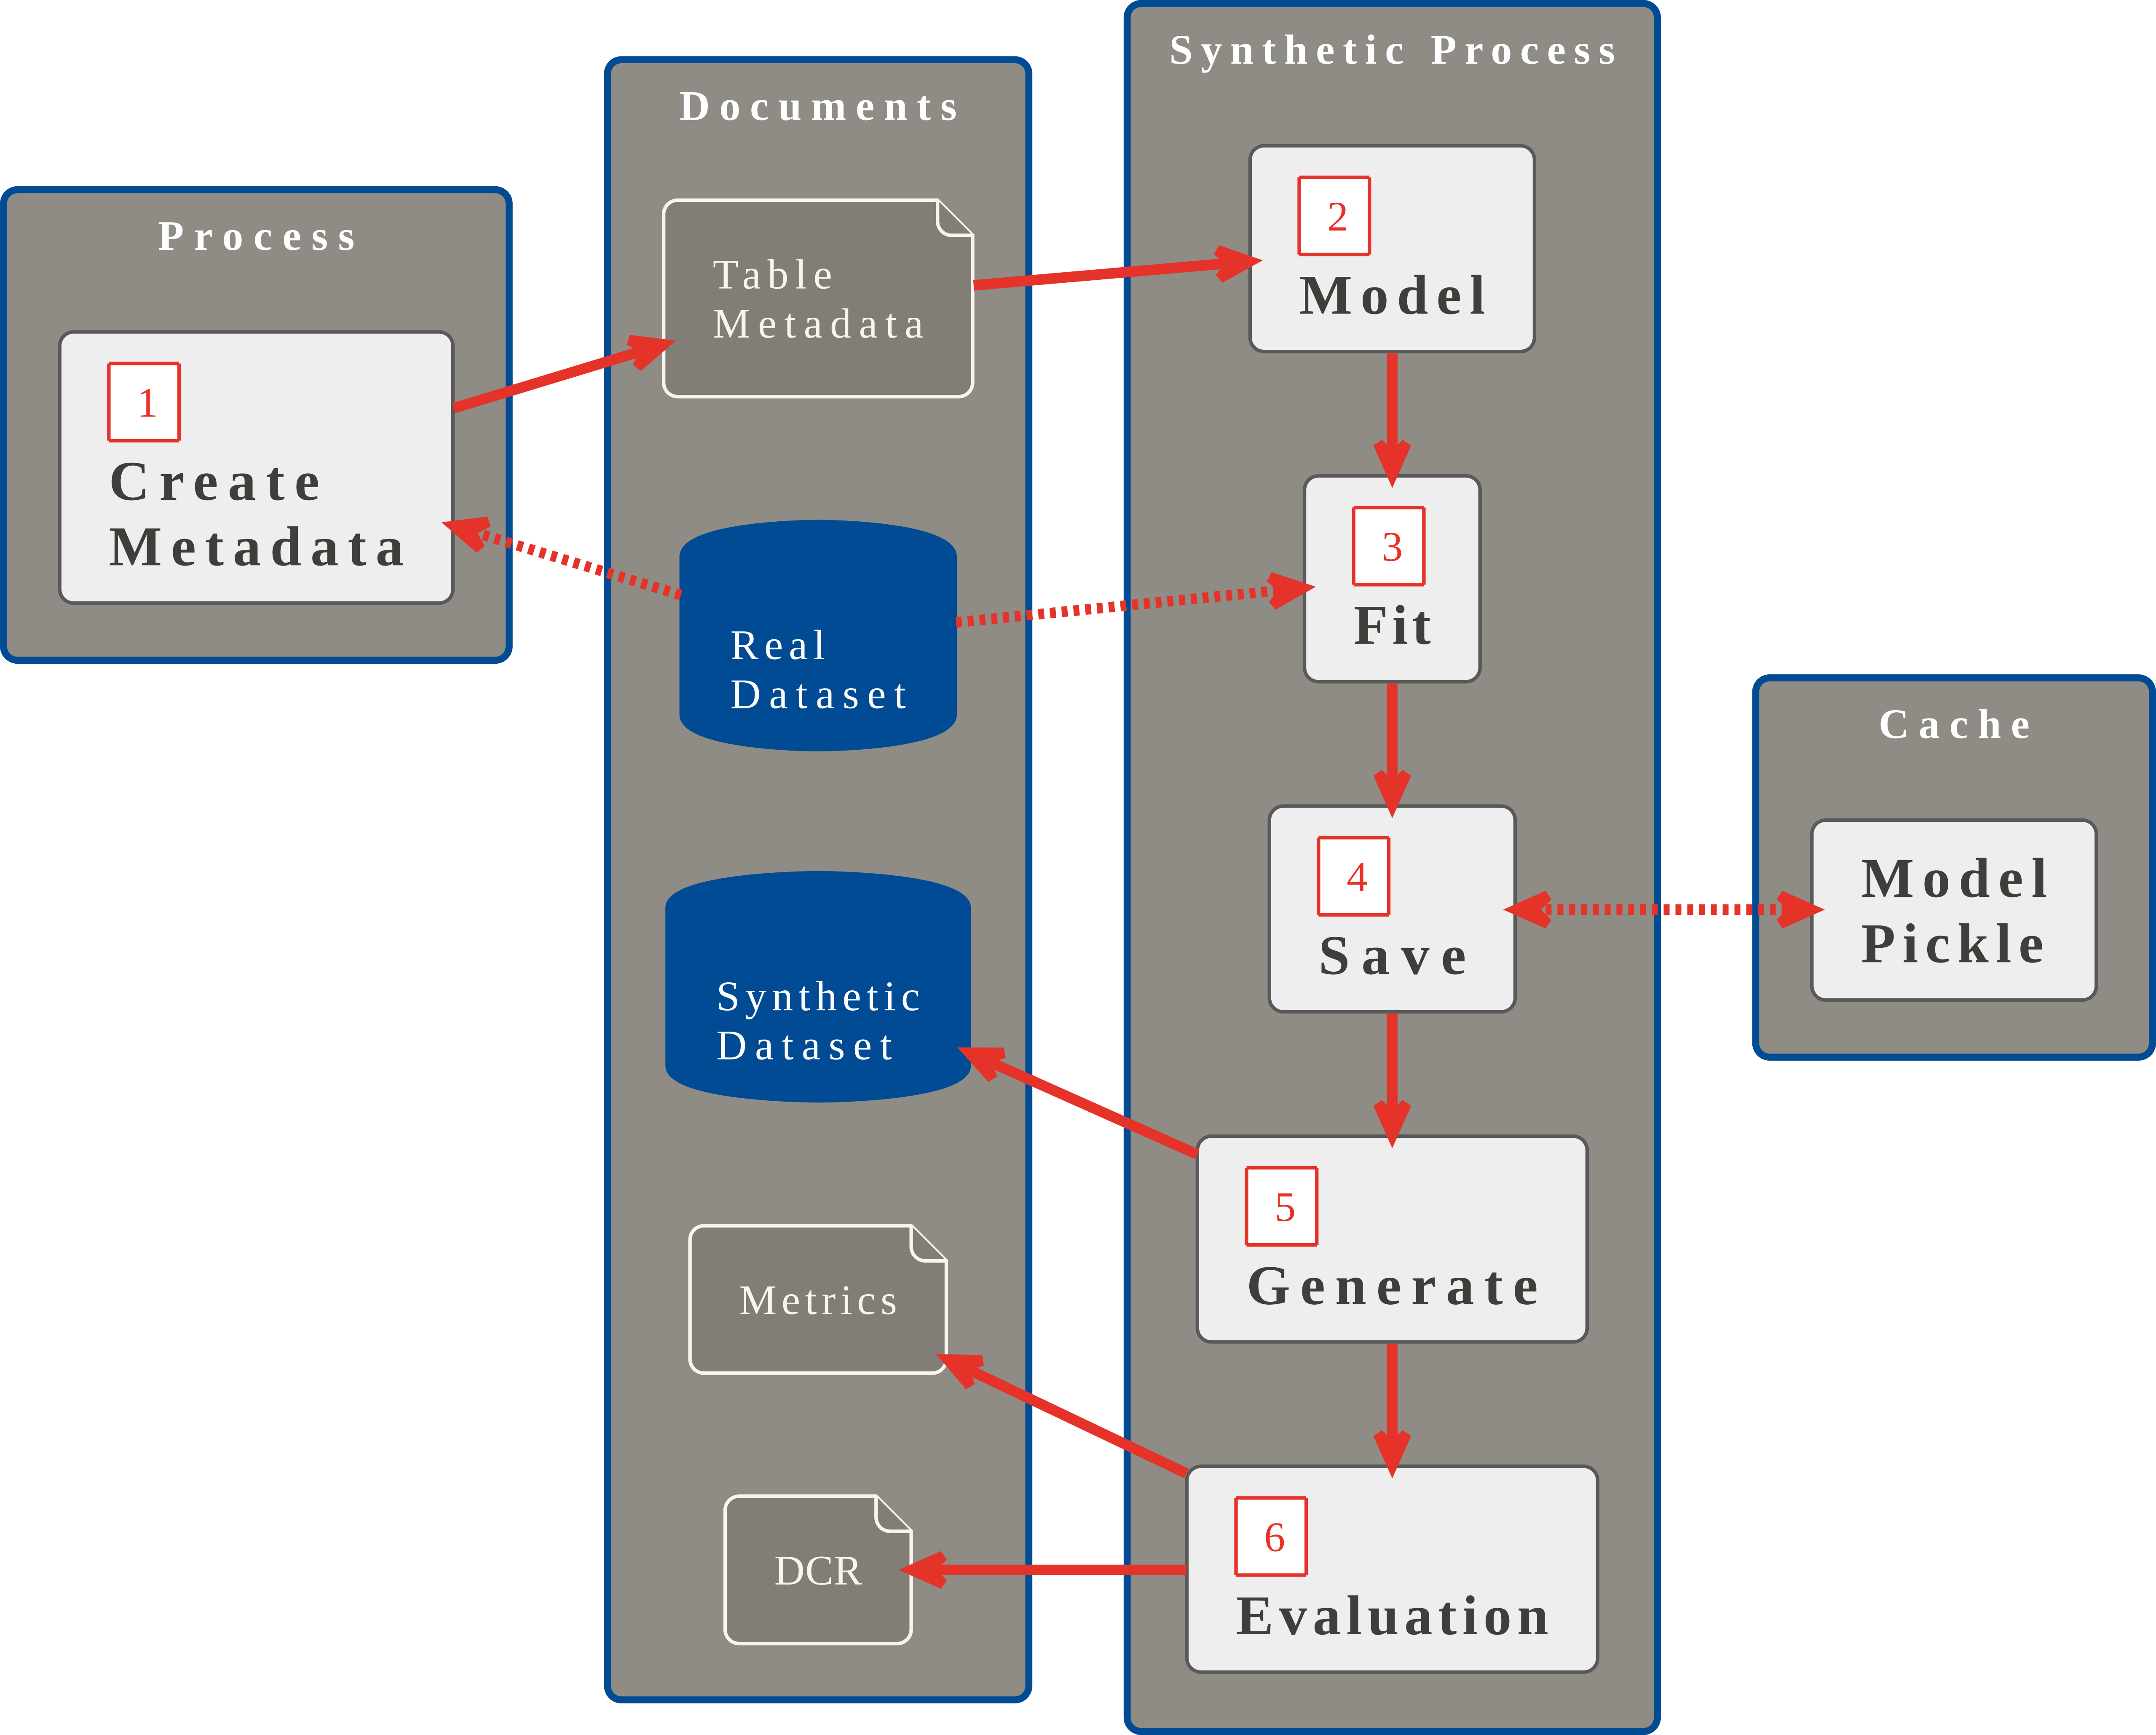 Process
1
Create
Metadata
Documents
Table
Metadata
Real
Dataset
Synthetic
Dataset
Metrics
DCR
Synthetic Process
2
Model
3
Fit
4
Save
5
Generate
6
Evaluation
Cache
Model
Pickle